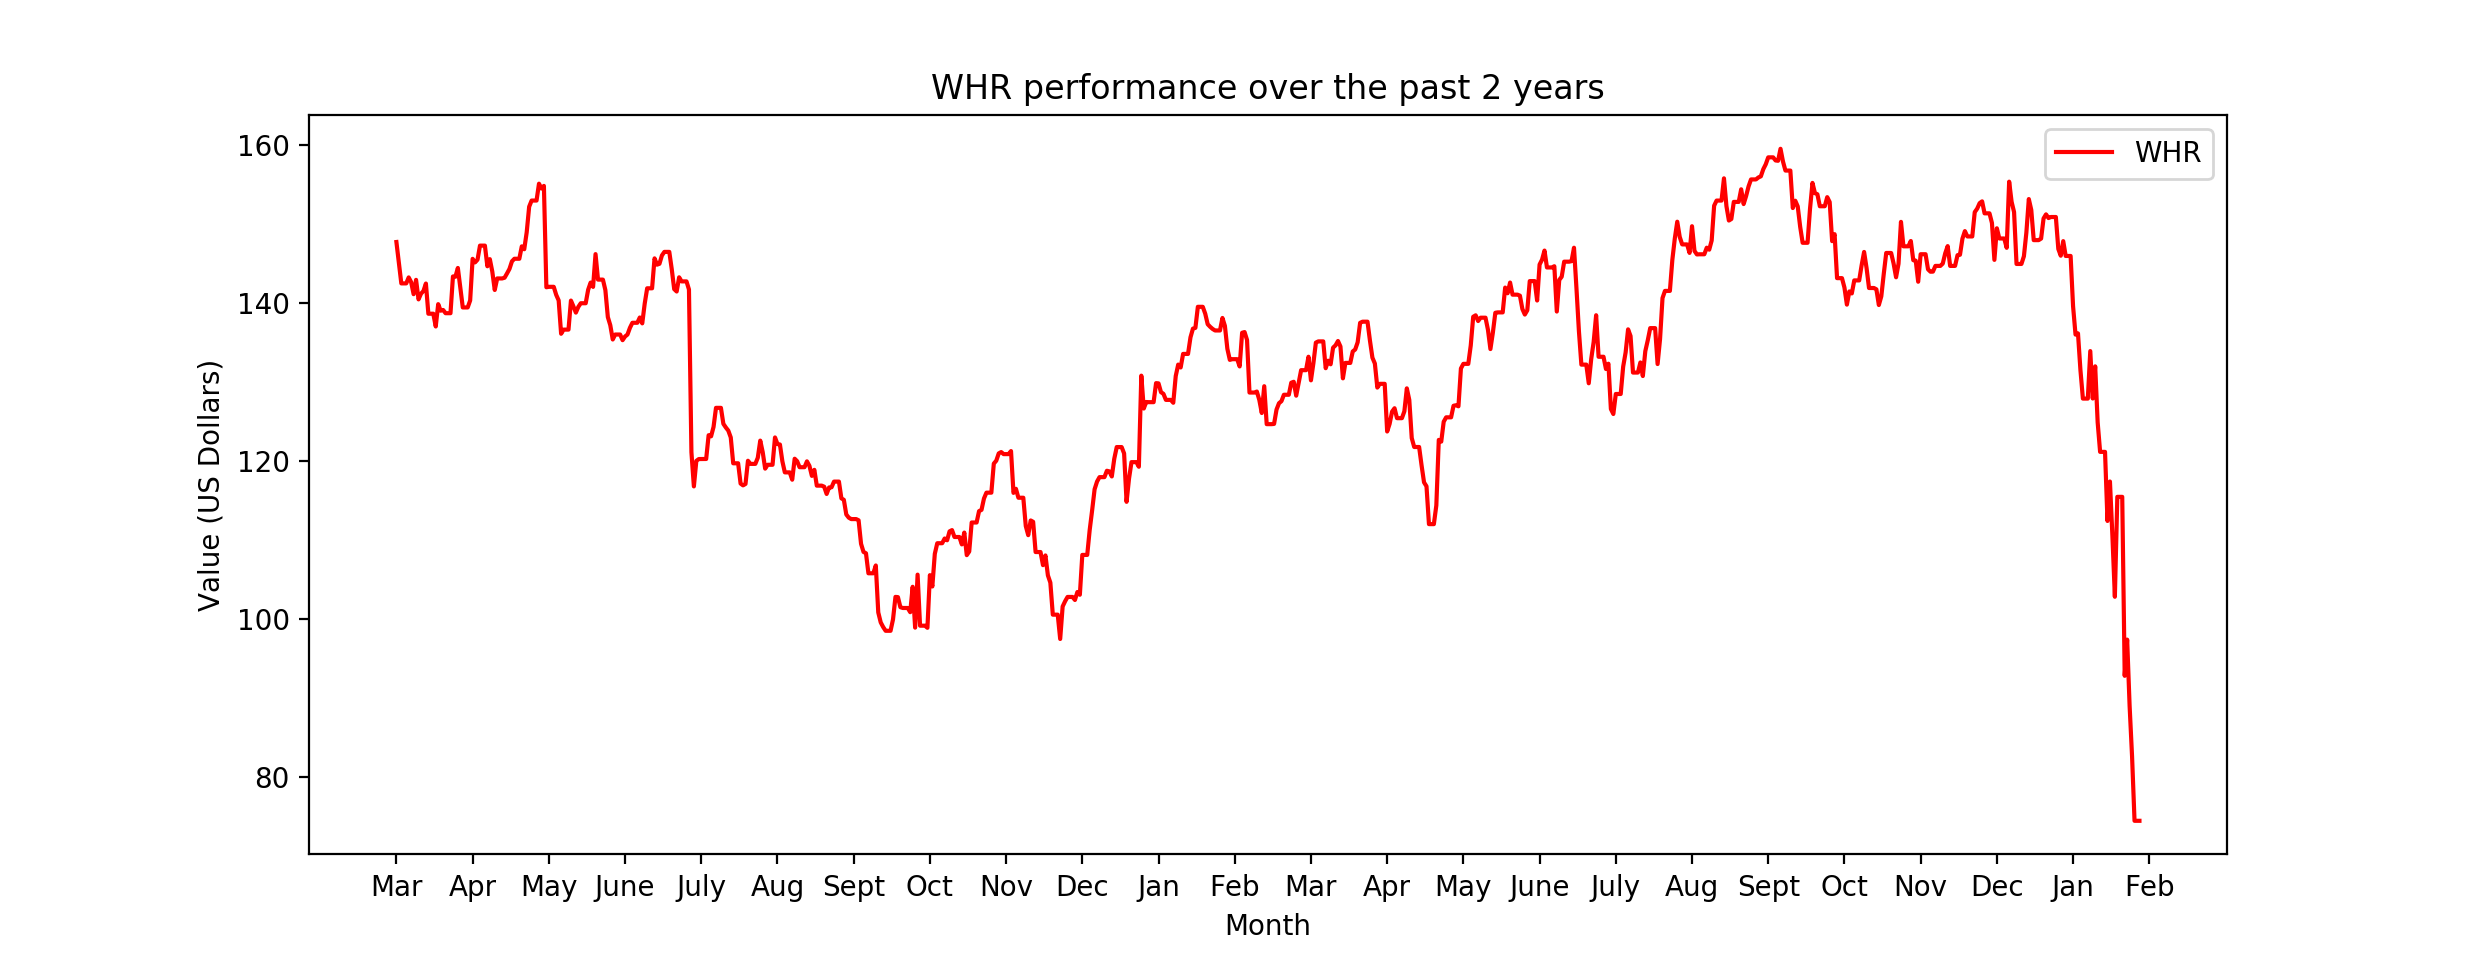 WHR performance over the past 2 years
WHR
160
140
120
100
80
Value (US Dollars)
Mar Apr May June July Aug Sept Oct Nov Dec Jan Feb Mar Apr May June July Aug Sept Oct Nov Dec Jan Feb
Month